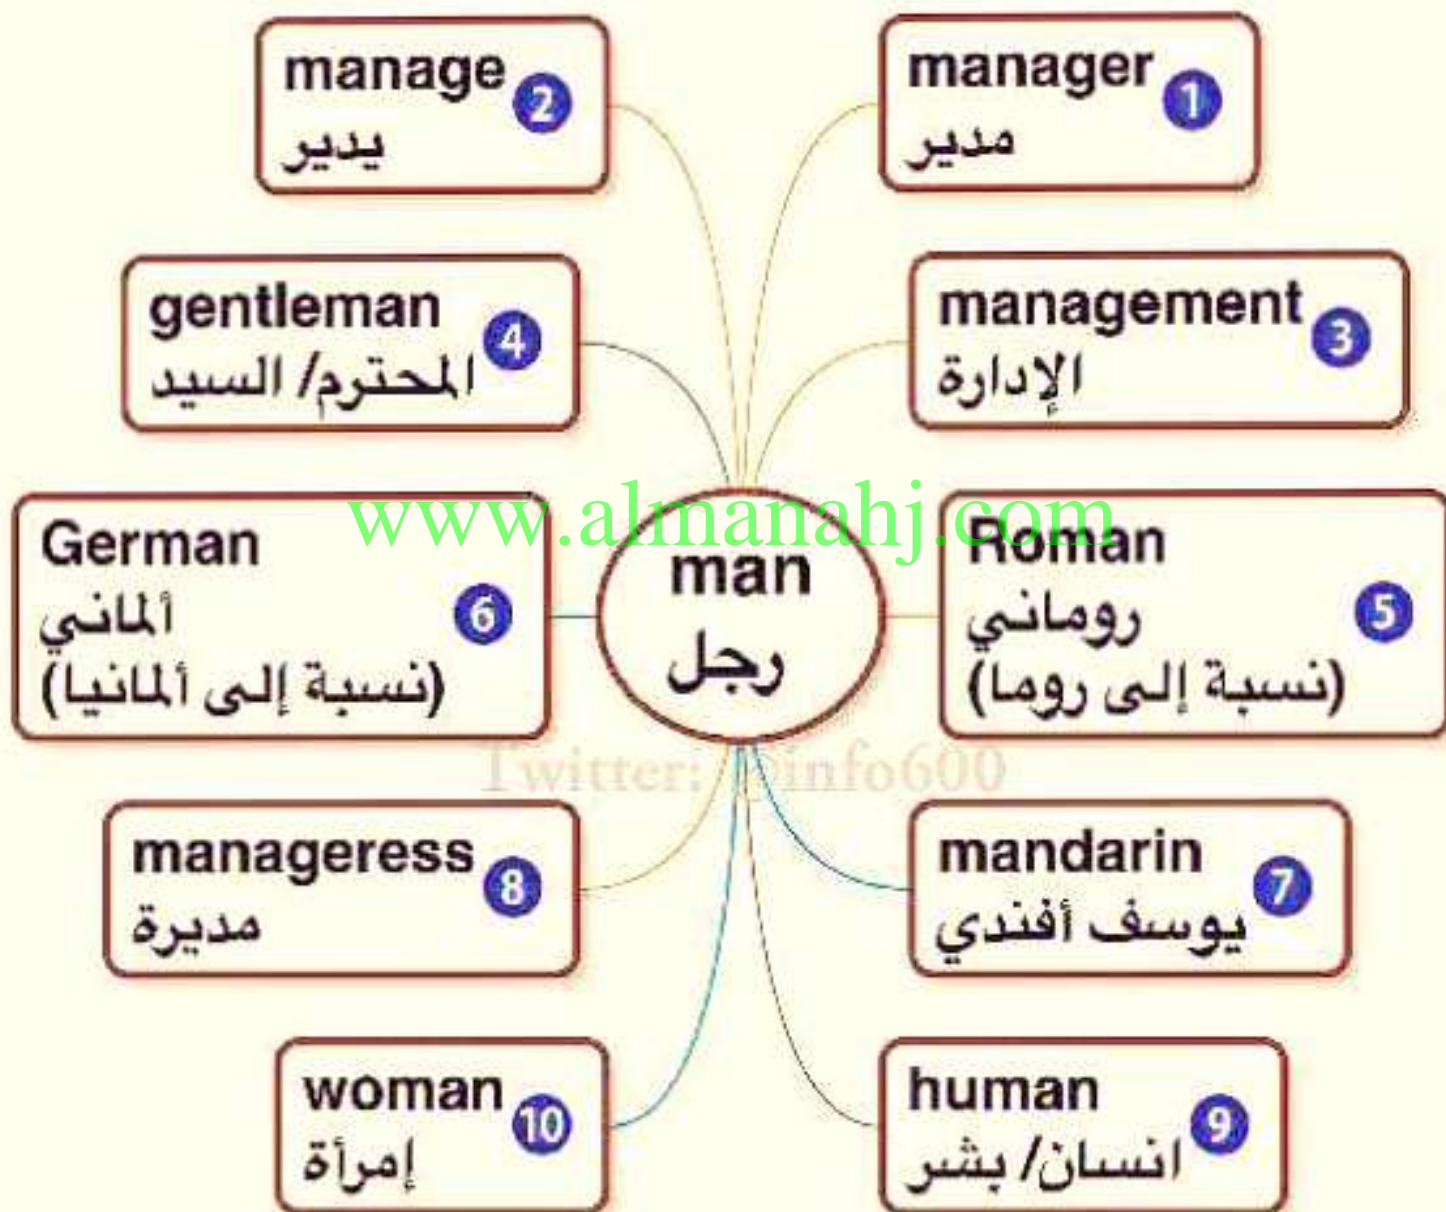 manager 1
مدير
manage 2
يدير
management 3
الإدارة
gentleman 4
المحترم/ السيد
www.almanahj.com
man
رجل
Roman
روماني 5
(نسبة إلى روما)
German
ألماني 6
(نسبة إلى ألمانيا)
Twitter: @info600
mandarin 7
يوسف أفندي
manageress 8
مديرة
human 9
انسان/ بشر
woman 10
إمرأة